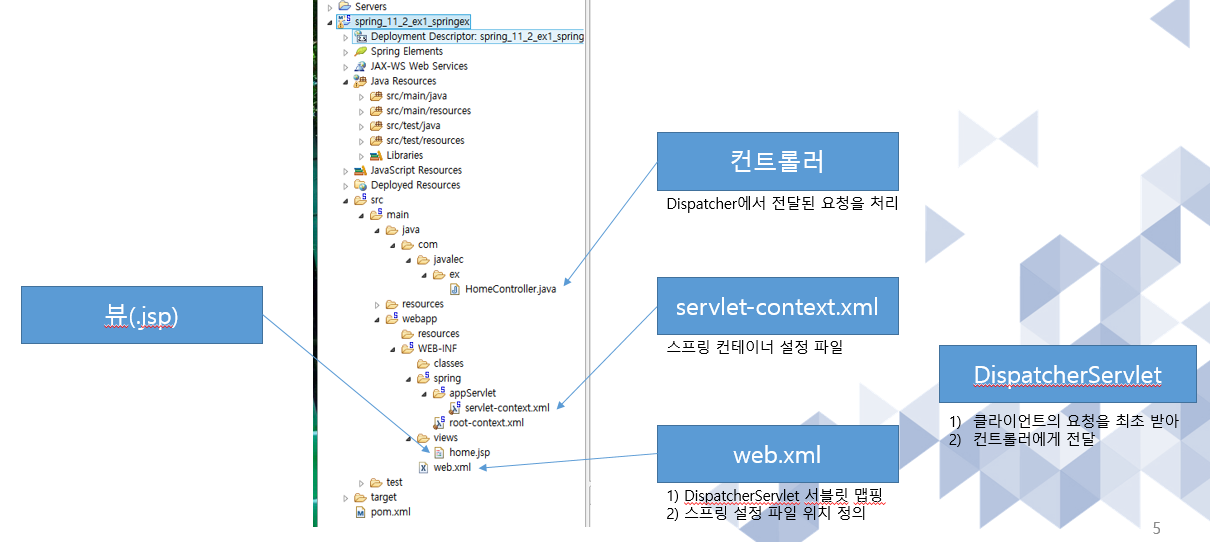 Servers
spring_11_2_ex1_springex
Deployment Descriptor: spring_11_2_ex1_spring
Spring Elements
JAX-WS Web Services
Java Resources
src/main/java
src/main/resources
src/test/java
src/test/resources
Libraries
JavaScript Resources
Deployed Resources
src
main
java
com
javalec
ex
HomeController.java
resources
webapp
resources
WEB-INF
classes
spring
appServlet
servlet-context.xml
root-context.xml
views
home.jsp
web.xml
test
target
pom.xml
뷰(.jsp)
컨트롤러
Dispatcher에서 전달된 요청을 처리
servlet-context.xml
스프링 컨테이너 설정 파일
web.xml
1) DispatcherServlet 서블릿 맵핑
2) 스프링 설정 파일 위치 정의
DispatcherServlet
1) 클라이언트의 요청을 최초 받아
2) 컨트롤러에게 전달
5